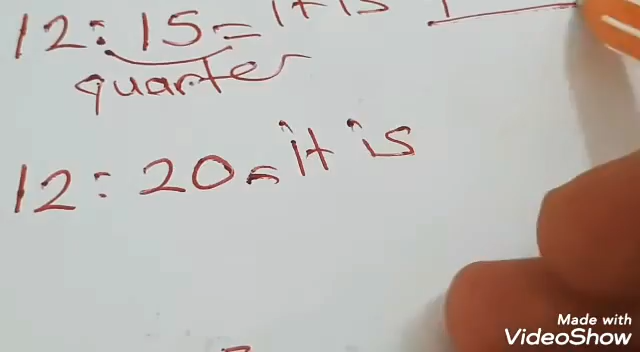 12:15= it is
quarter
12:20= it is
Made with
VideoShow